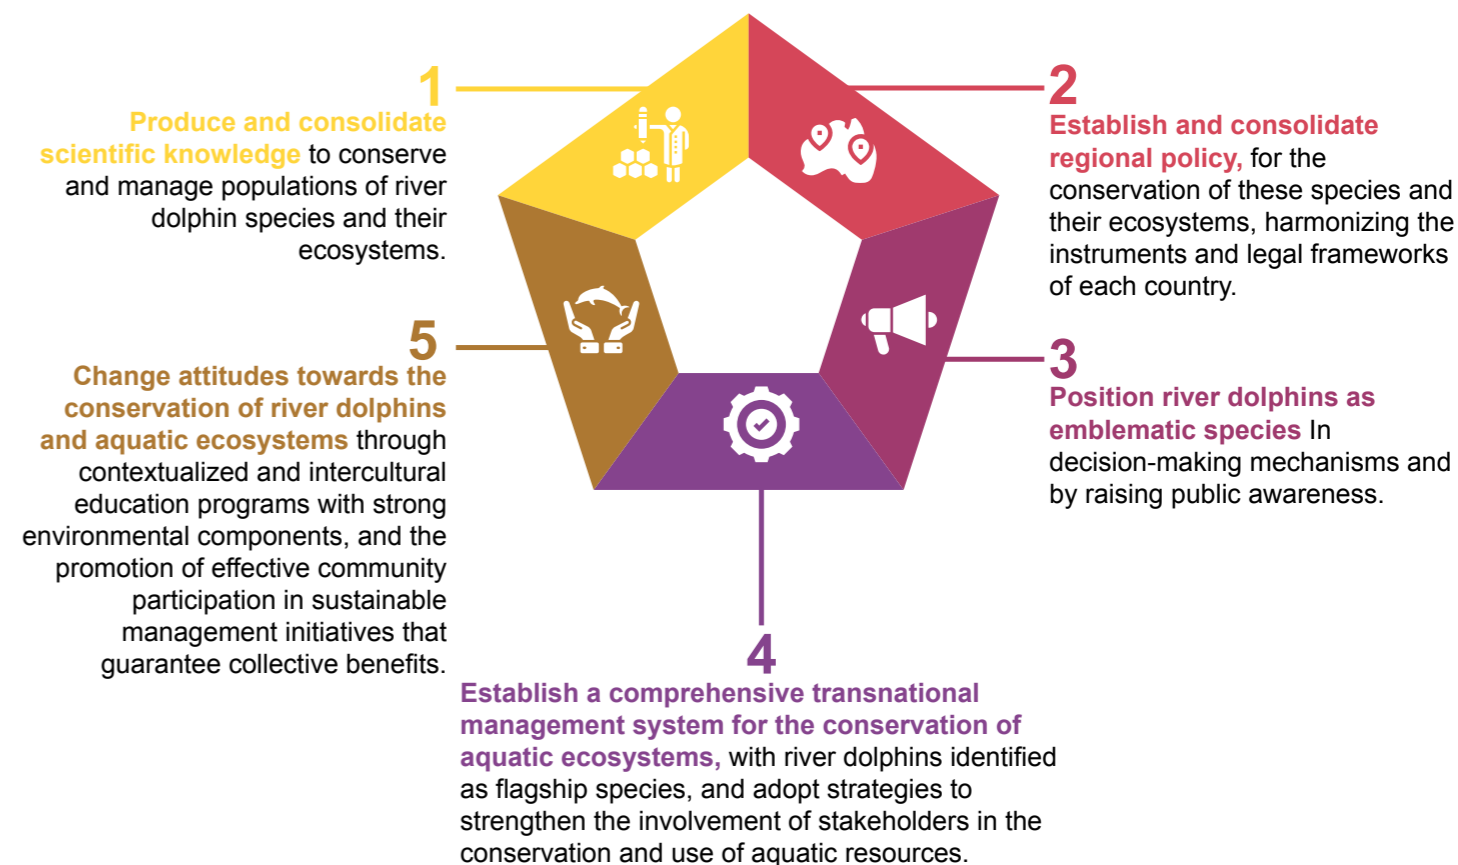 1
Produce and consolidate
scientific knowledge to conserve
and manage populations of river
dolphin species and their
ecosystems.
2
Establish and consolidate
regional policy, for the
conservation of these species and
their ecosystems, harmonizing the
instruments and legal frameworks
of each country.
3
Position river dolphins as
emblematic species In
decision-making mechanisms and
by raising public awareness.
4
Establish a comprehensive transnational
management system for the conservation of
aquatic ecosystems, with river dolphins identified
as flagship species, and adopt strategies to
strengthen the involvement of stakeholders in the
conservation and use of aquatic resources.
5
Change attitudes towards the
conservation of river dolphins
and aquatic ecosystems through
contextualized and intercultural
education programs with strong
environmental components, and the
promotion of effective community
participation in sustainable
management initiatives that
guarantee collective benefits.